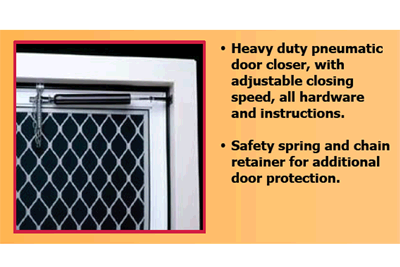 • Heavy duty pneumatic
door closer, with
adjustable closing
speed, all hardware
and instructions.
• Safety spring and chain
retainer for additional
door protection.